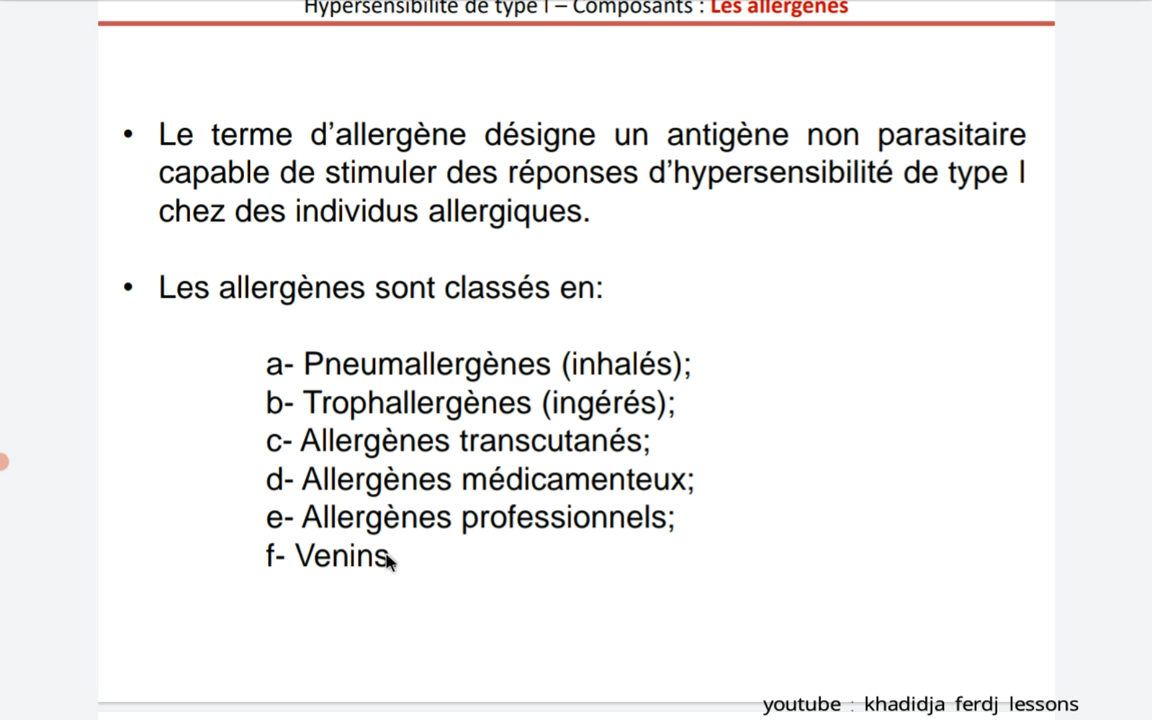 Hypersensibilité de type I – Composants : Les allergènes
• Le terme d’allergène désigne un antigène non parasitaire
capable de stimuler des réponses d’hypersensibilité de type I
chez des individus allergiques.
• Les allergènes sont classés en:
a- Pneumallergènes (inhalés);
b- Trophallergènes (ingérés);
c- Allergènes transcutanés;
d- Allergènes médicamenteux;
e- Allergènes professionnels;
f- Venins
youtube : khadidja ferdj lessons